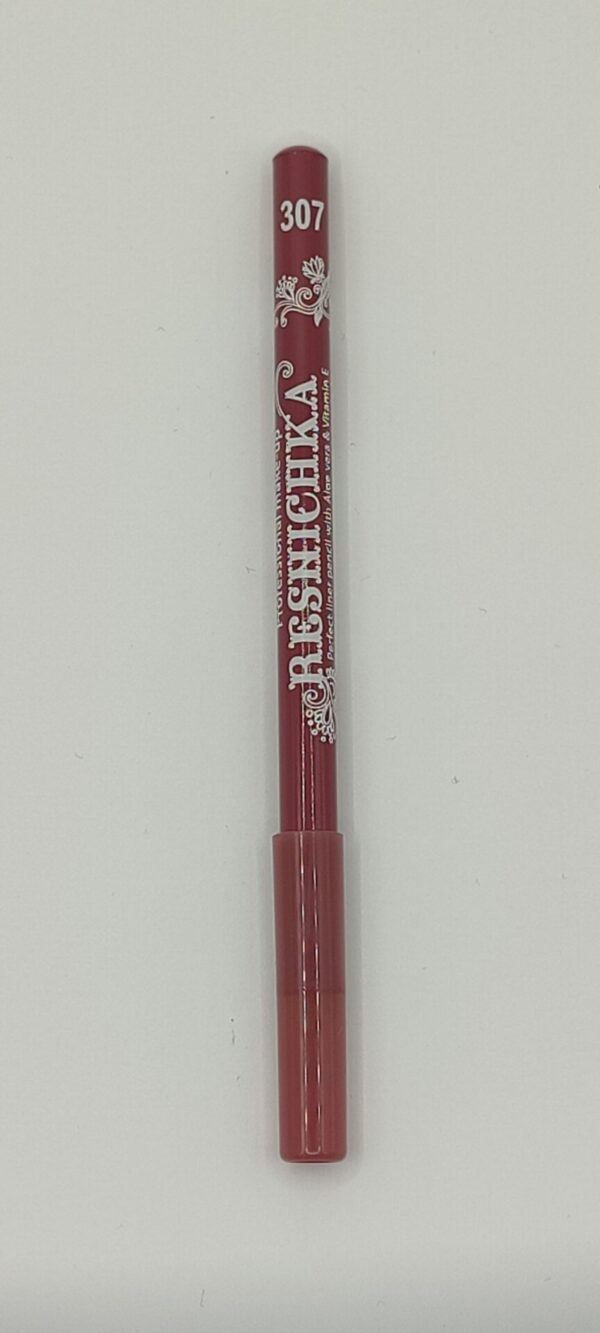 307
Professional make-up
RESNICHKA
Perfect liner pencil with Aloe vera & Vitamin E